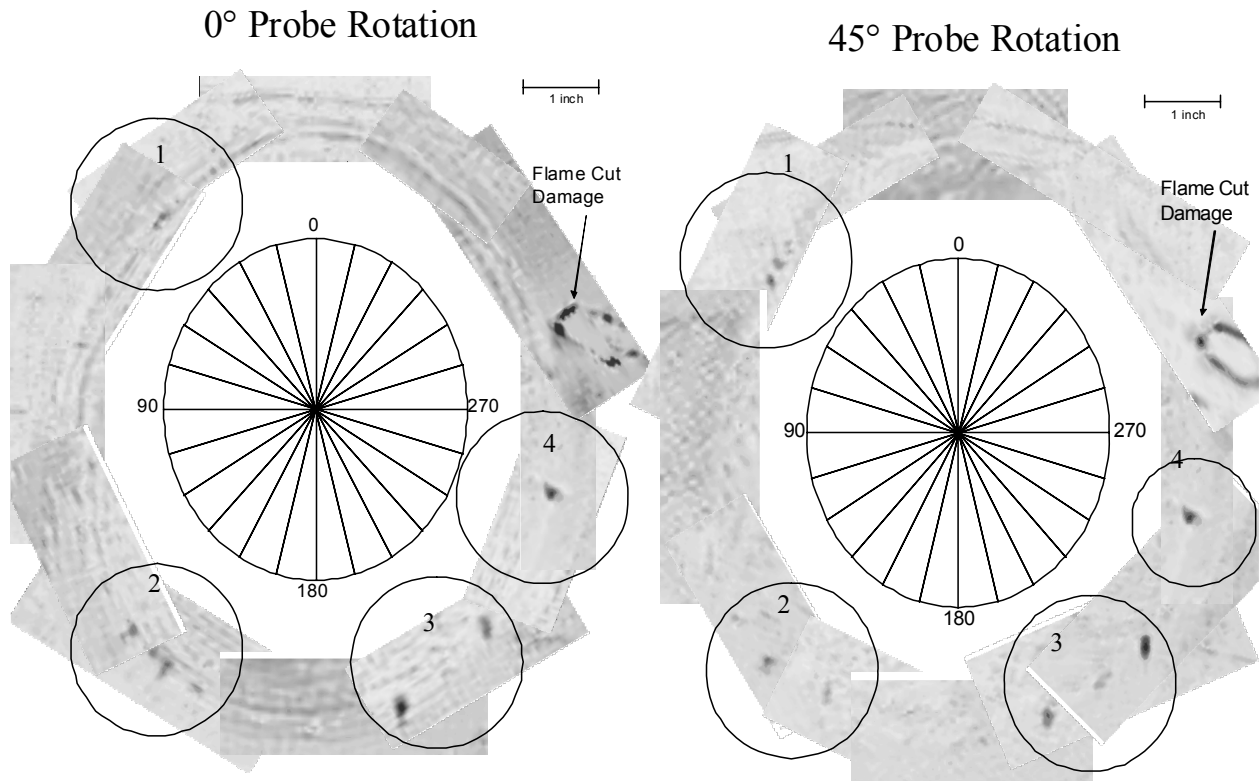 0° Probe Rotation
1 inch
1
Flame Cut
Damage
0
90
270
4
180
2
3
45° Probe Rotation
1 inch
1
Flame Cut
Damage
0
90
270
4
180
2
3